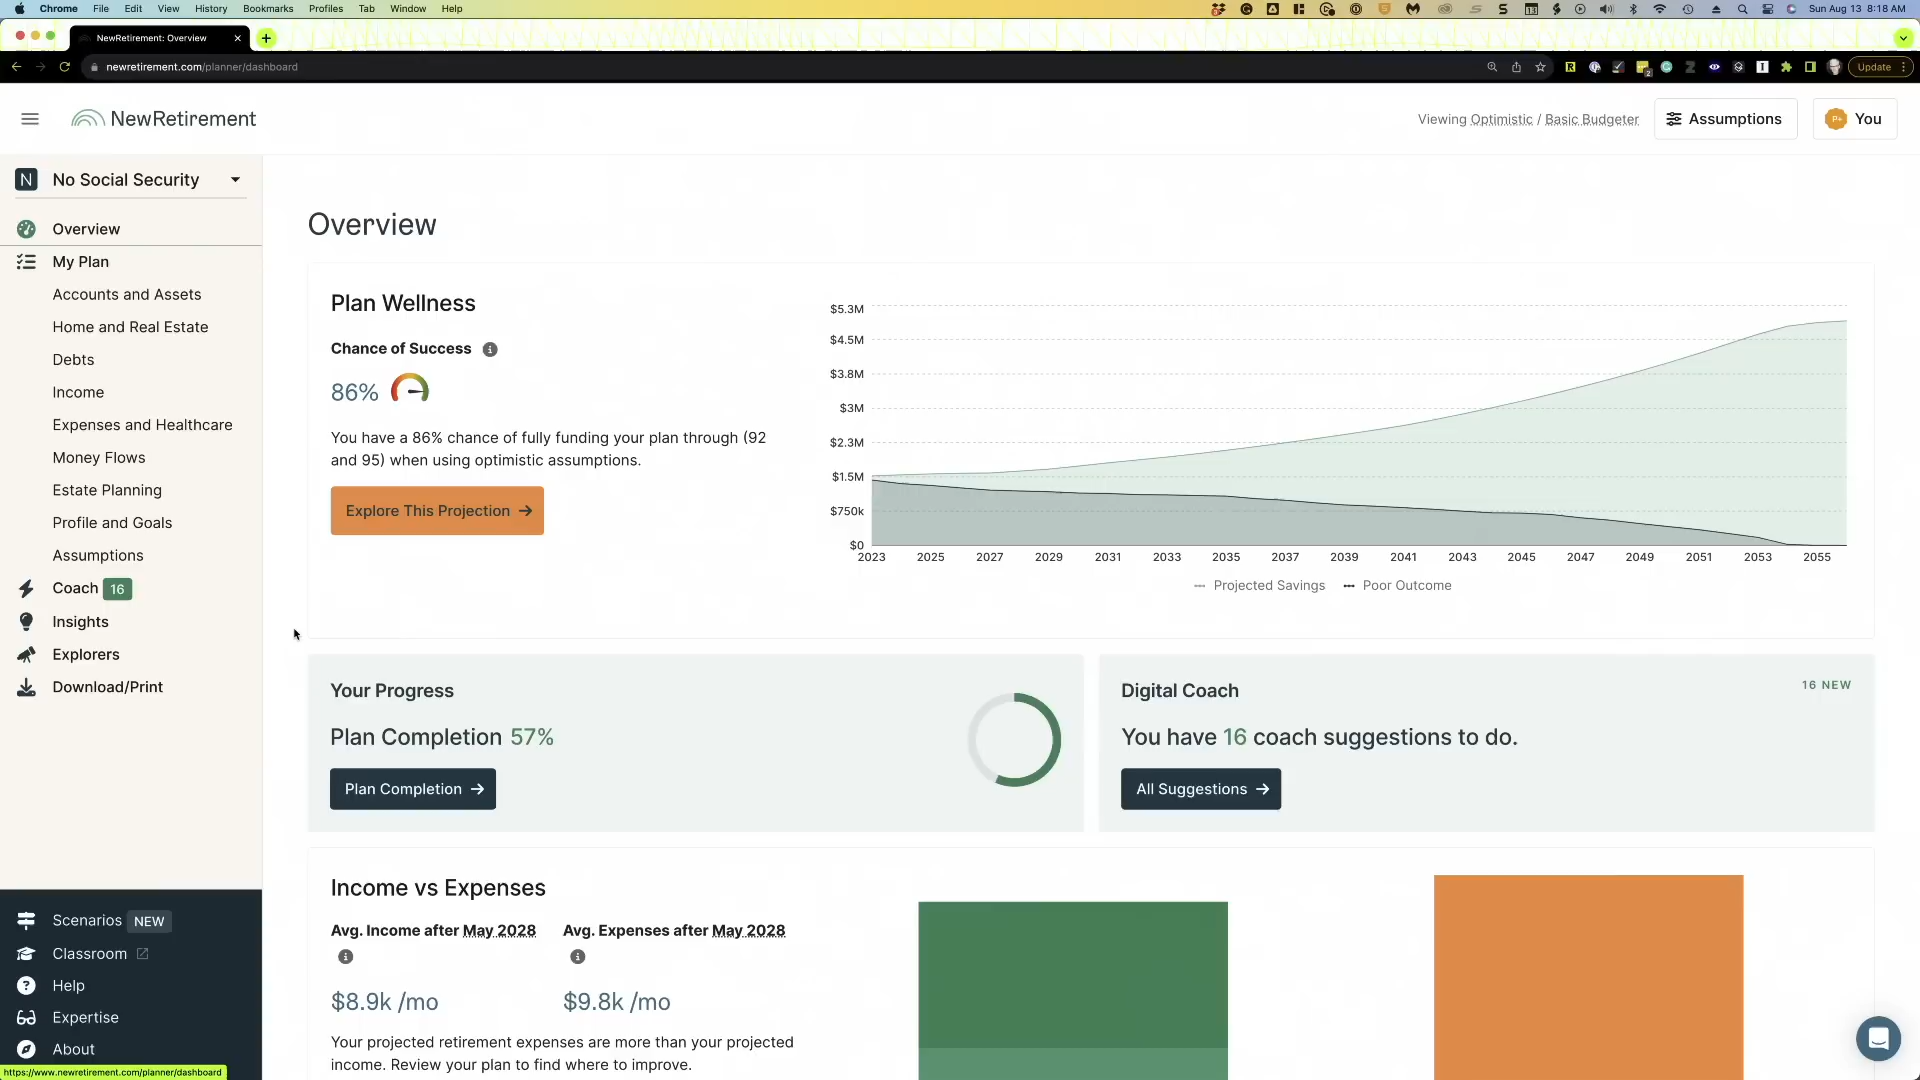 Chrome File Edit View History Bookmarks Profiles Tab Window Help
Sun Aug 13 8:18 AM
NewRetirement: Overview
newretirement.com/planner/dashboard
Update
NewRetirement
Viewing Optimistic / Basic Budgeter
Assumptions
P+ You
N No Social Security
Overview
My Plan
Accounts and Assets
Home and Real Estate
Debts
Income
Expenses and Healthcare
Money Flows
Estate Planning
Profile and Goals
Assumptions
Coach 16
Insights
Explorers
Download/Print
Scenarios NEW
Classroom
Help
Expertise
About
https://www.newretirement.com/planner/dashboard
Overview
Plan Wellness
Chance of Success
86%
You have a 86% chance of fully funding your plan through (92
and 95) when using optimistic assumptions.
Explore This Projection
$5.3M
$4.5M
$3.8M
$3M
$2.3M
$1.5M
$750k
$0
2023 2025 2027 2029 2031 2033 2035 2037 2039 2041 2043 2045 2047 2049 2051 2053 2055
Projected Savings Poor Outcome
Your Progress
Plan Completion 57%
Plan Completion
Digital Coach
16 NEW
You have 16 coach suggestions to do.
All Suggestions
Income vs Expenses
Avg. Income after May 2028
Avg. Expenses after May 2028
$8.9k /mo
$9.8k /mo
Your projected retirement expenses are more than your projected
income. Review your plan to find where to improve.